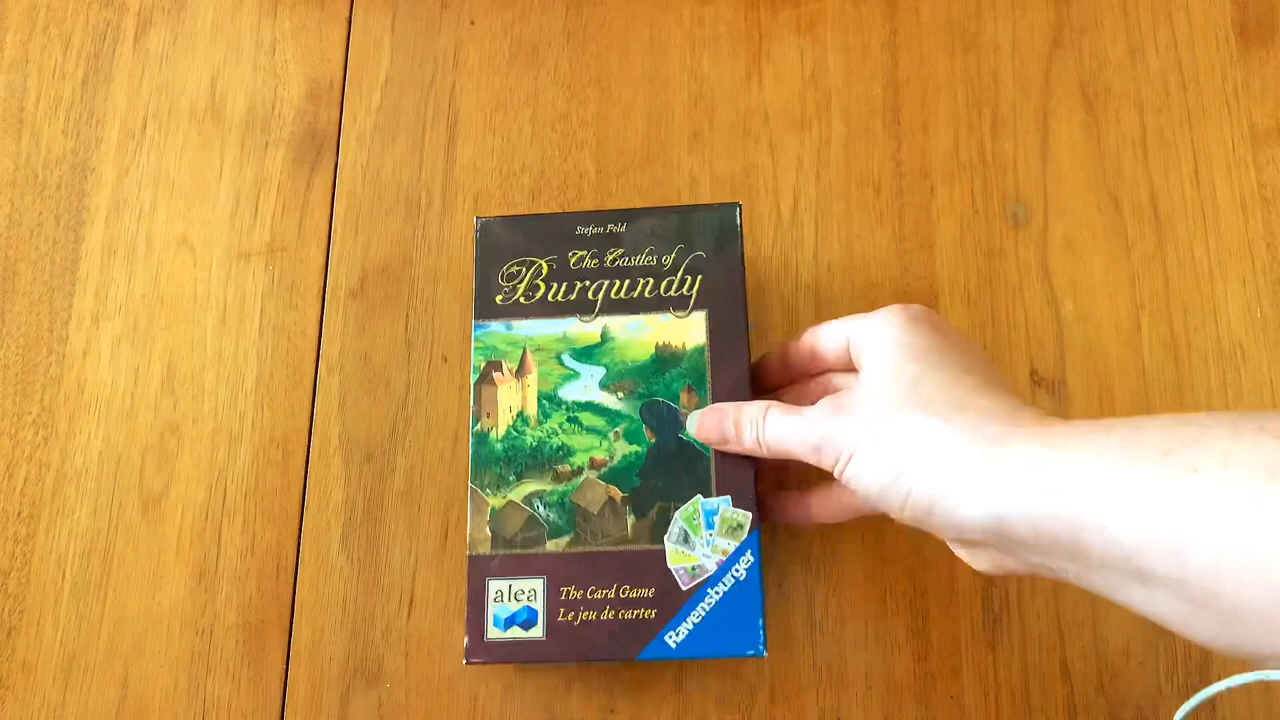 Stefan Feld
The Castles of
Burgundy
alea
The Card Game
Le jeu de cartes
Ravensburger